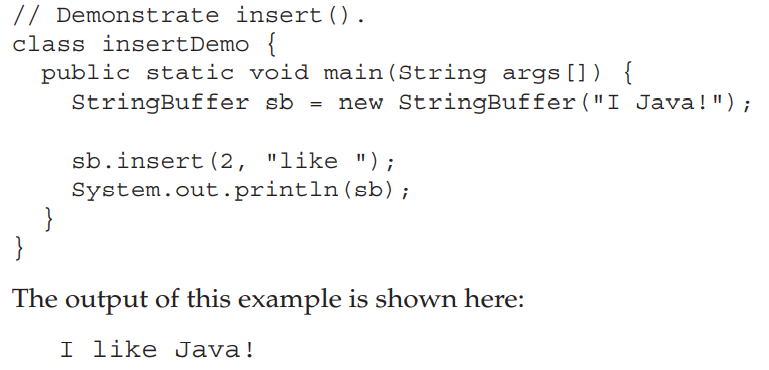 // Demonstrate insert().
class insertDemo {
  public static void main(String args[]) {
    StringBuffer sb = new StringBuffer("I Java!");

    sb.insert(2, "like ");
    System.out.println(sb);
  }
}
The output of this example is shown here:
   I like Java!